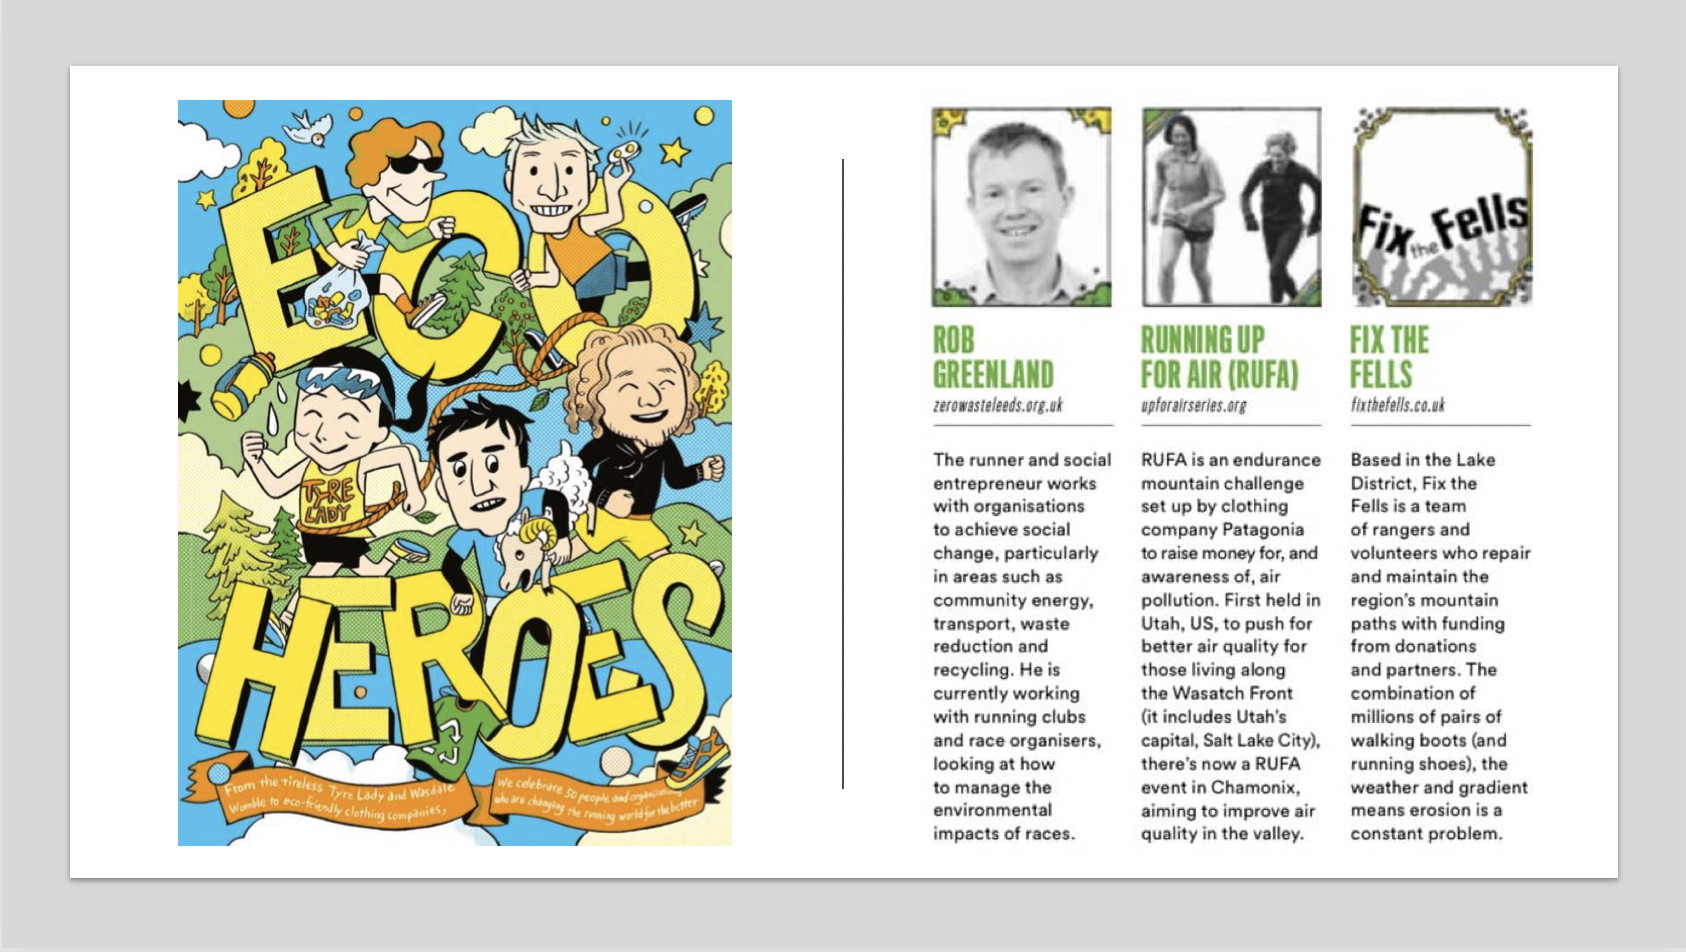 ECO
TYRE
LADY
HEROES
From the tireless Tyre Lady and Wasdale
Womble to eco-friendly clothing companies,
We celebrate 50 people and organisations
who are changing the running world for the better
ROB
GREENLAND
zerowasteleeds.org.uk
The runner and social
entrepreneur works
with organisations
to achieve social
change, particularly
in areas such as
community energy,
transport, waste
reduction and
recycling. He is
currently working
with running clubs
and race organisers,
looking at how
to manage the
environmental
impacts of races.
RUNNING UP
FOR AIR (RUFA)
upforairseries.org
RUFA is an endurance
mountain challenge
set up by clothing
company Patagonia
to raise money for, and
awareness of, air
pollution. First held in
Utah, US, to push for
better air quality for
those living along
the Wasatch Front
(it includes Utah's
capital, Salt Lake City),
there's now a RUFA
event in Chamonix,
aiming to improve air
quality in the valley.
Fix the Fells
FIX THE
FELLS
fixthefells.co.uk
Based in the Lake
District, Fix the
Fells is a team
of rangers and
volunteers who repair
and maintain the
region's mountain
paths with funding
from donations
and partners. The
combination of
millions of pairs of
walking boots (and
running shoes), the
weather and gradient
means erosion is a
constant problem.